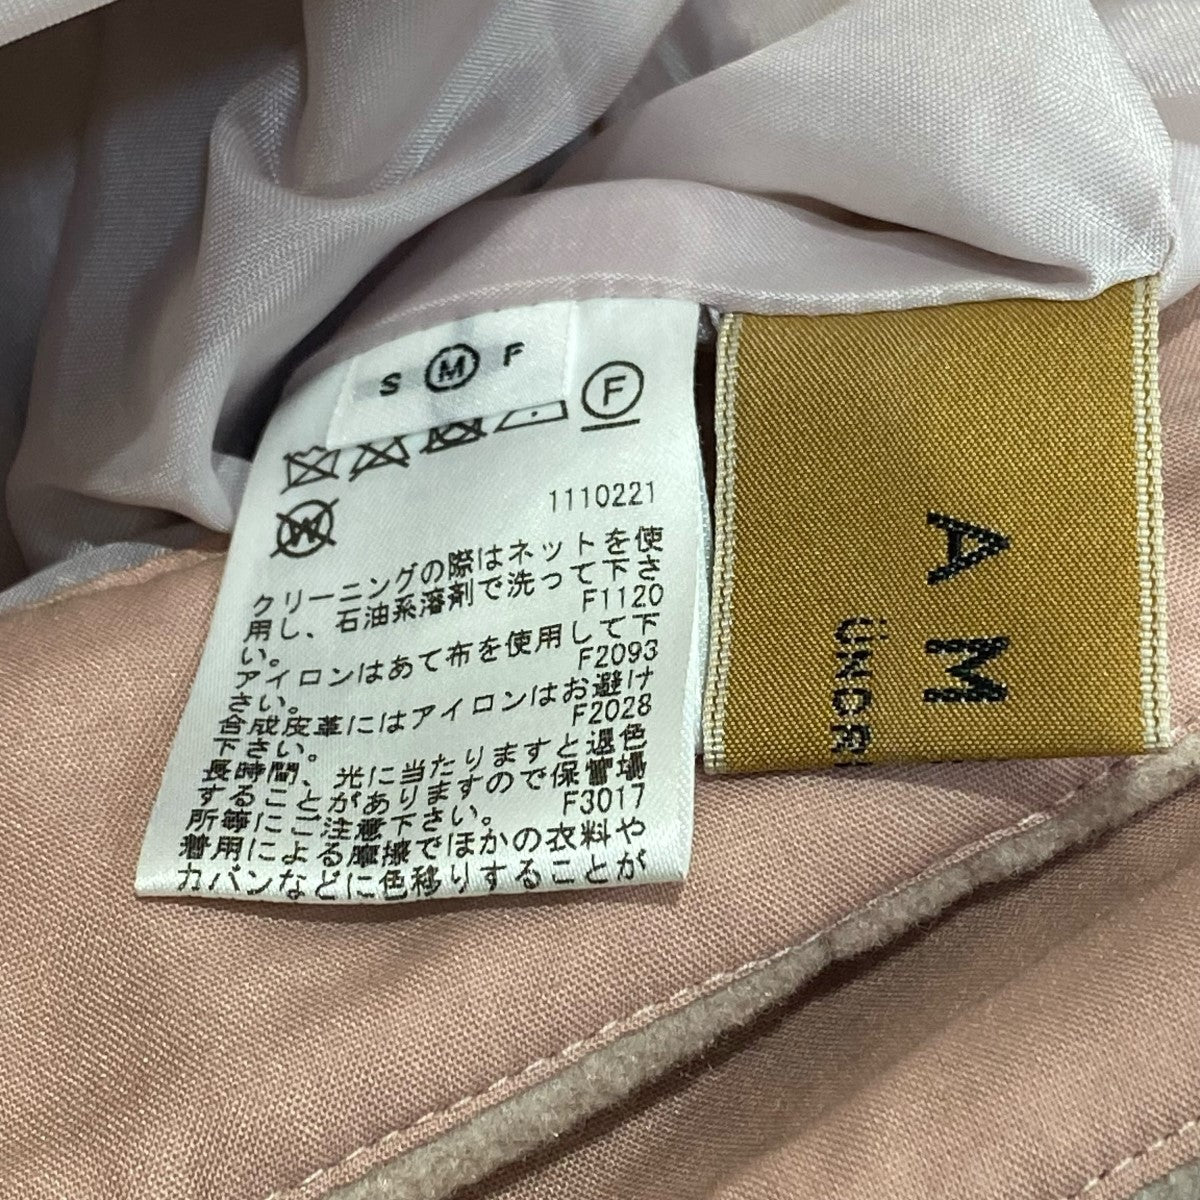 S M F
F
W
1110221
クリーニングの際はネットを使
用し、石油系溶剤で洗って下さ
い。 F1120
アイロンはあて布を使用して下
さい。 F2093
合成皮革にはアイロンはお避け
下さい。 F2028
長時間、光に当たりますと退色
することがありますので保管場
所等にご注意下さい。 F3017
着用による摩擦でほかの衣料や
カバンなどに色移りすることが
AM
UNDR